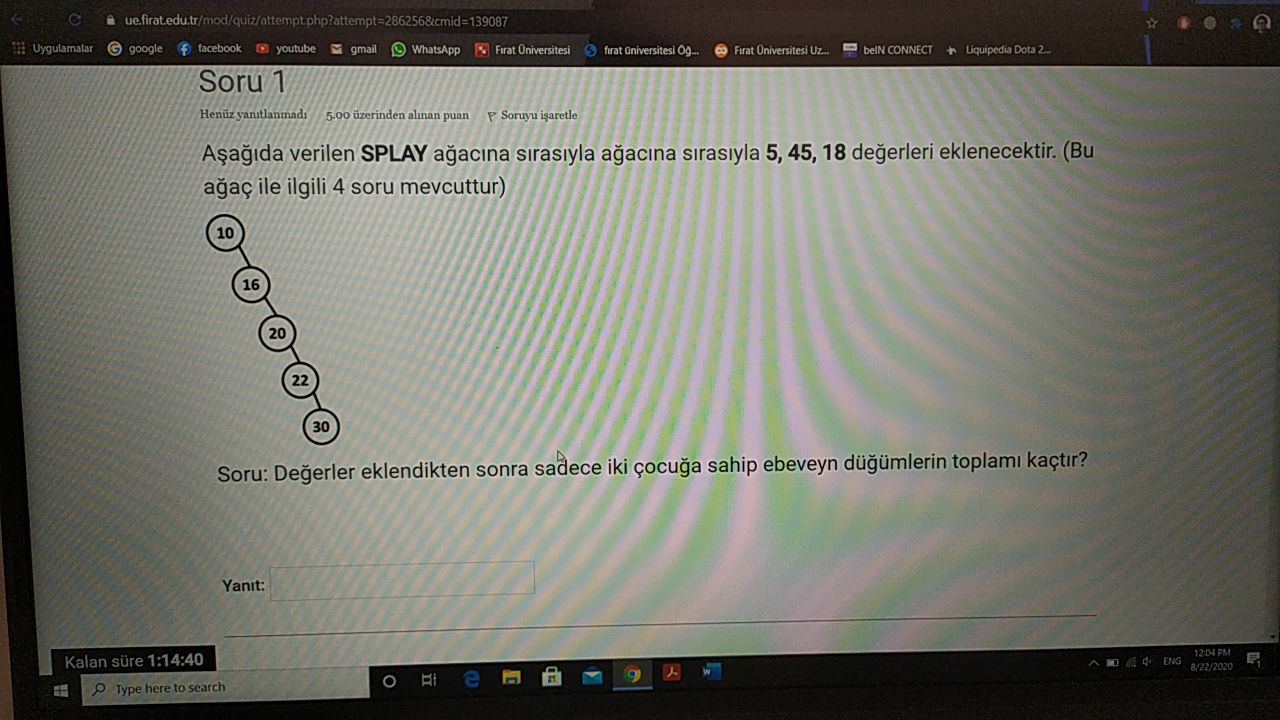 ue.firat.edu.tr/mod/quiz/attempt.php?attempt=286256&cmid=139087
Uygulamalar google facebook youtube gmail WhatsApp Fırat Üniversitesi fırat üniversitesi Öğ... Fırat Üniversitesi Uz... beIN CONNECT Liquipedia Dota 2...
Soru 1
Henüz yanıtlanmadı 5.00 üzerinden alınan puan Soruyu işaretle
Aşağıda verilen SPLAY ağacına sırasıyla ağacına sırasıyla 5, 45, 18 değerleri eklenecektir. (Bu
ağaç ile ilgili 4 soru mevcuttur)
10
16
20
22
30
Soru: Değerler eklendikten sonra sadece iki çocuğa sahip ebeveyn düğümlerin toplamı kaçtır?
Yanıt:
Kalan süre 1:14:40
Type here to search
ENG
12:04 PM
8/22/2020